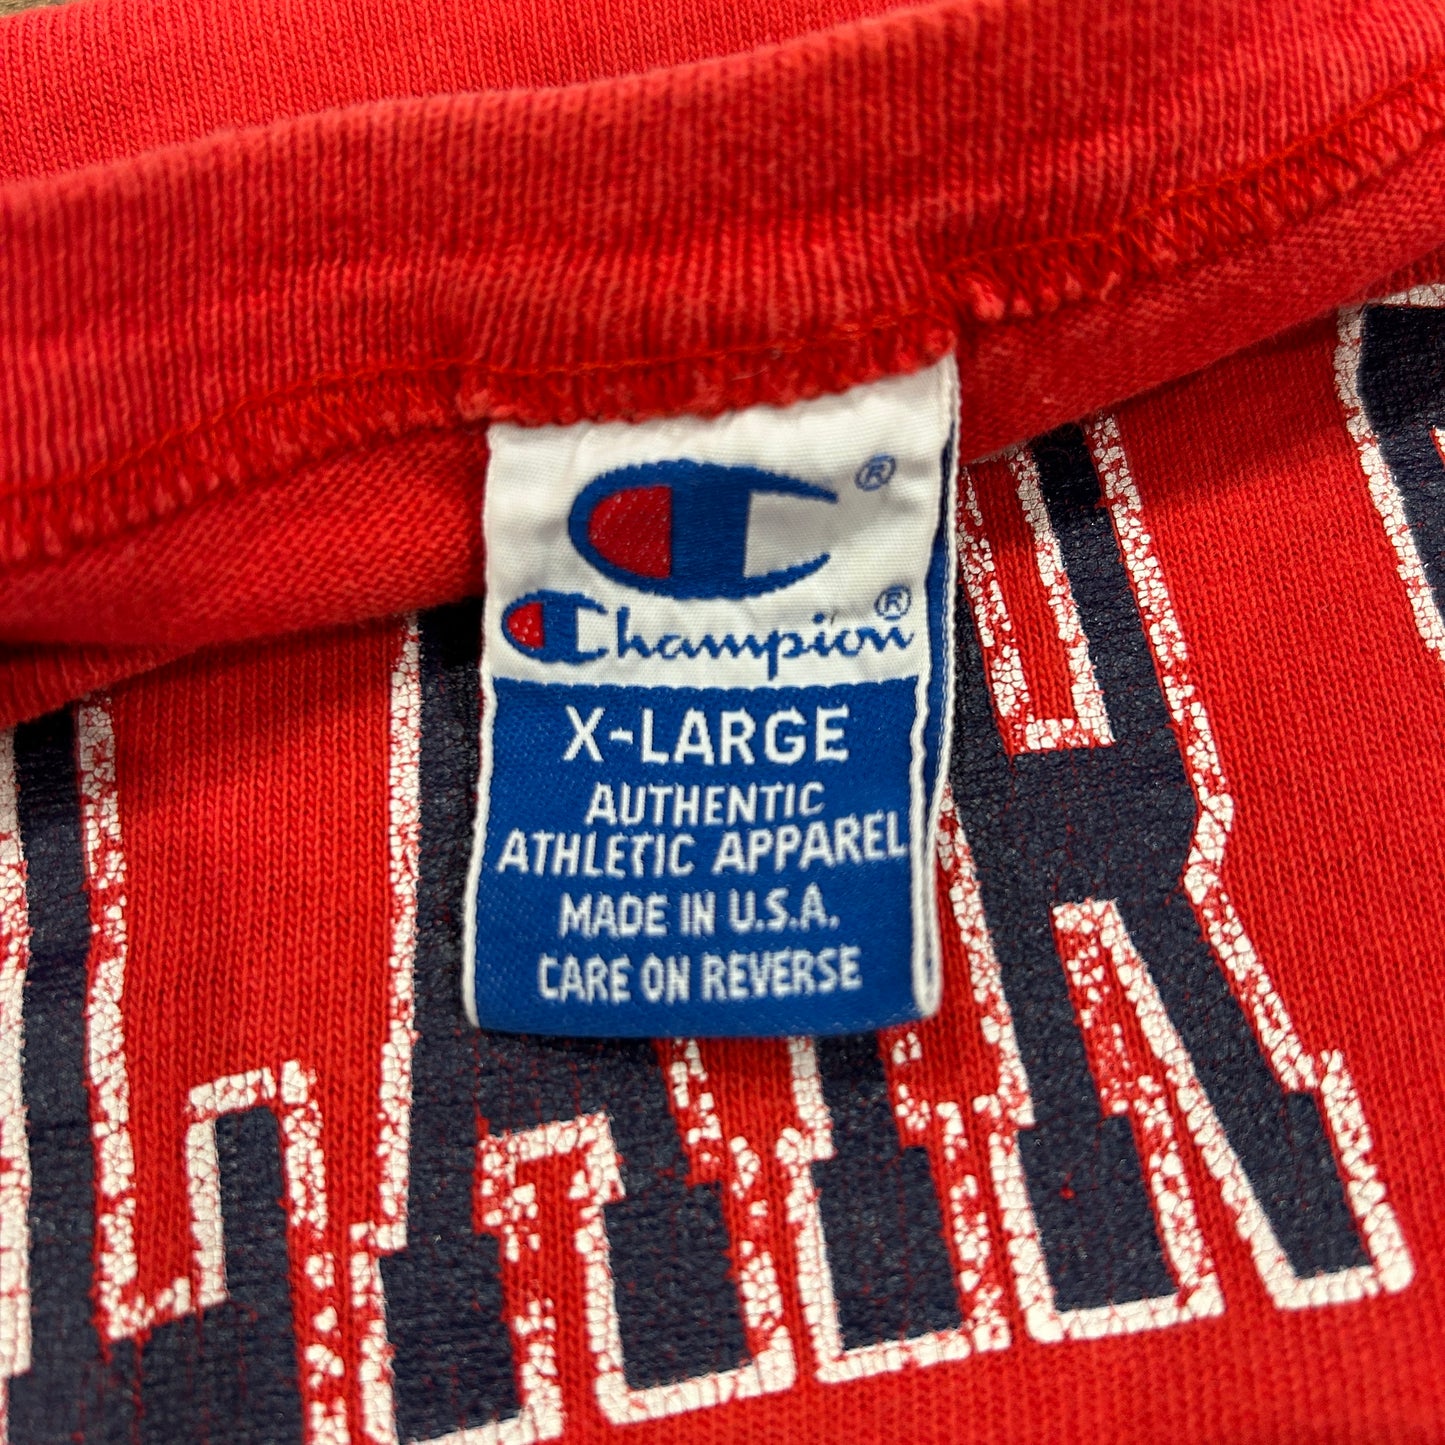 ®
Champion®
X-LARGE
AUTHENTIC
ATHLETIC APPAREL
MADE IN U.S.A.
CARE ON REVERSE